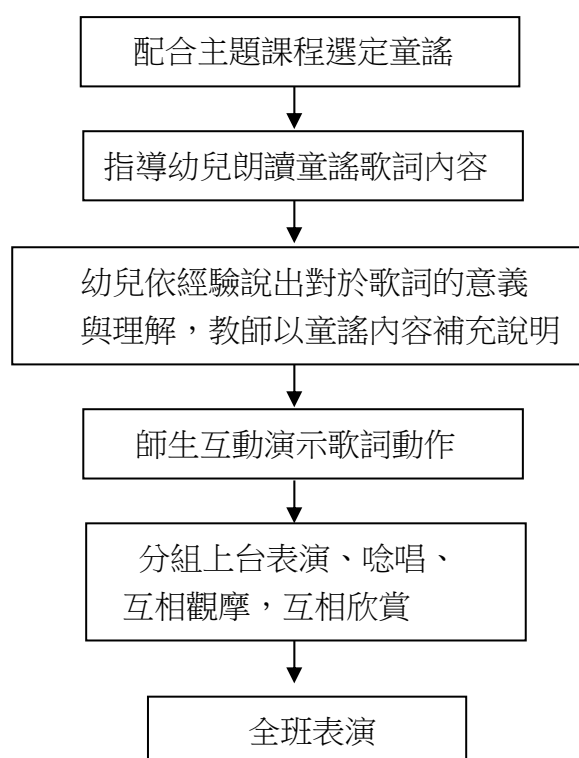 配合主題課程選定童謠
指導幼兒朗讀童謠歌詞內容
幼兒依經驗說出對於歌詞的意義
與理解，教師以童謠內容補充說明
師生互動演示歌詞動作
分組上台表演、唸唱、
互相觀摩，互相欣賞
全班表演